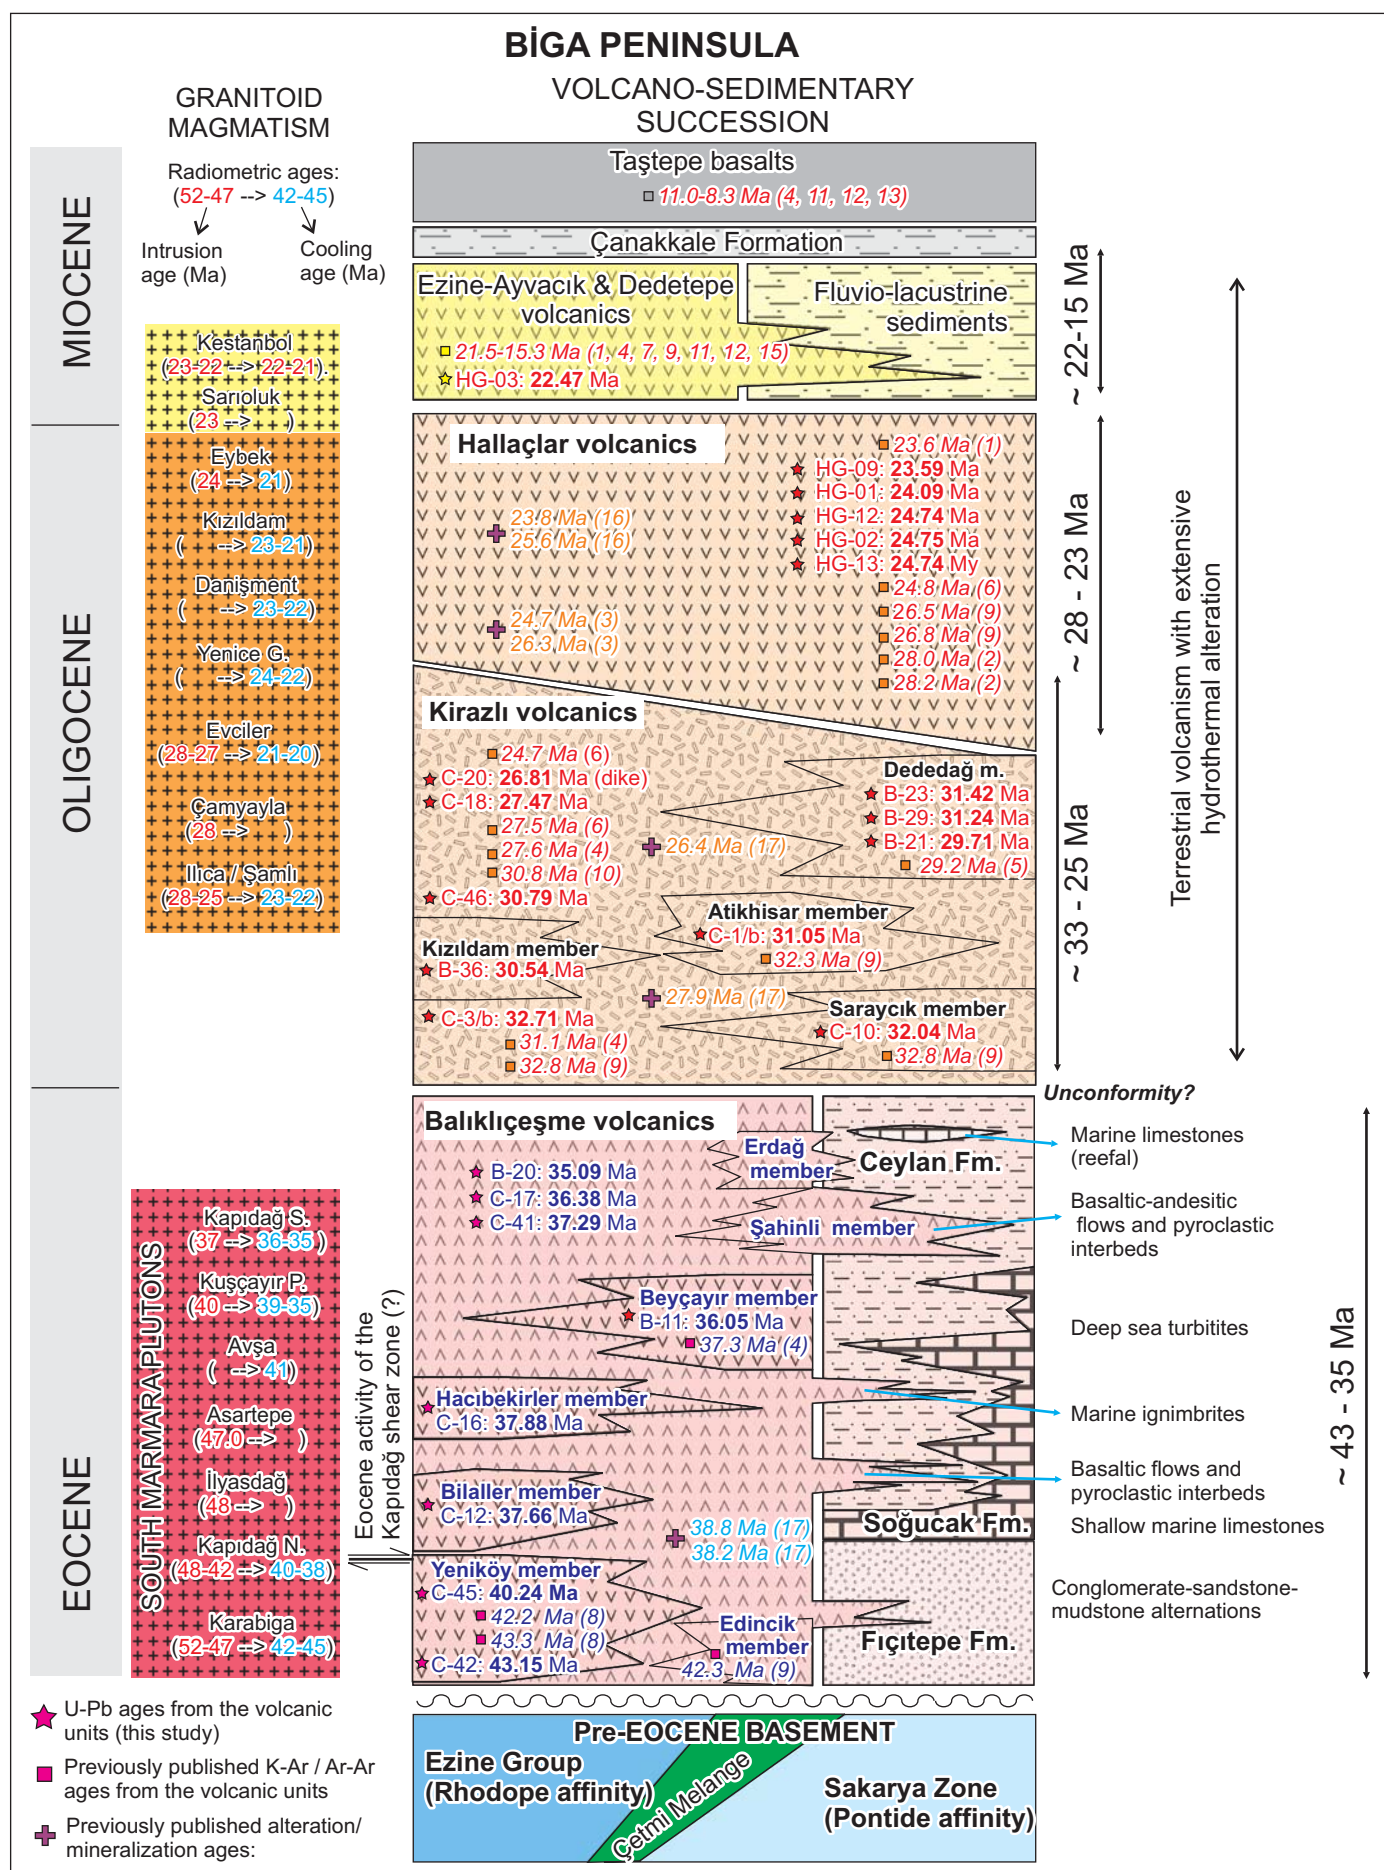 BİGA PENINSULA
GRANITOID
MAGMATISM
VOLCANO-SEDIMENTARY
SUCCESSION
MIOCENE
OLIGOCENE
EOCENE
Radiometric ages:
(52-47 --> 42-45)
Intrusion
age (Ma)
Cooling
age (Ma)
Kestanbol
(23-22 --> 22-21).
Sarıoluk
(23 --> )
Eybek
(24 --> 21)
Kızıldam
( --> 23-21)
Danişment
( --> 23-22)
Yenice G.
( --> 24-22)
Evciler
(28-27 --> 21-20)
Çamyayla
(28 --> )
Ilıca / Şamlı
(28-25 --> 23-22)
SOUTH MARMARA PLUTONS
Kapıdağ S.
(37 --> 36-35 )
Kuşçayır P.
(40 --> 39-35)
Avşa
( --> 41)
Asartepe
(47.0 --> )
İlyasdağ
(48 --> )
Kapıdağ N.
(48-42 --> 40-38)
Karabiga
(52-47 --> 42-45)
Eocene activity of the
Kapıdağ shear zone (?)
Taştepe basalts
11.0-8.3 Ma (4, 11, 12, 13)
Çanakkale Formation
Ezine-Ayvacık & Dedetepe
volcanics
21.5-15.3 Ma (1, 4, 7, 9, 11, 12, 15)
HG-03: 22.47 Ma
Fluvio-lacustrine
sediments
Hallaçlar volcanics
23.6 Ma (1)
HG-09: 23.59 Ma
HG-01: 24.09 Ma
HG-12: 24.74 Ma
HG-02: 24.75 Ma
HG-13: 24.74 My
24.8 Ma (6)
26.5 Ma (9)
26.8 Ma (9)
28.0 Ma (2)
28.2 Ma (2)
23.8 Ma (16)
25.6 Ma (16)
24.7 Ma (3)
26.3 Ma (3)
Kirazlı volcanics
24.7 Ma (6)
C-20: 26.81 Ma (dike)
C-18: 27.47 Ma
27.5 Ma (6)
27.6 Ma (4)
30.8 Ma (10)
C-46: 30.79 Ma
26.4 Ma (17)
Dededağ m.
B-23: 31.42 Ma
B-29: 31.24 Ma
B-21: 29.71 Ma
29.2 Ma (5)
Atikhisar member
C-1/b: 31.05 Ma
32.3 Ma (9)
Kızıldam member
B-36: 30.54 Ma
27.9 Ma (17)
C-3/b: 32.71 Ma
31.1 Ma (4)
32.8 Ma (9)
Saraycık member
C-10: 32.04 Ma
32.8 Ma (9)
Balıklıçeşme volcanics
B-20: 35.09 Ma
C-17: 36.38 Ma
C-41: 37.29 Ma
Erdağ
member
Şahinli member
Ceylan Fm.
Beyçayır member
B-11: 36.05 Ma
37.3 Ma (4)
Hacıbekirler member
C-16: 37.88 Ma
Bilaller member
C-12: 37.66 Ma
38.8 Ma (17)
38.2 Ma (17)
Soğucak Fm.
Yeniköy member
C-45: 40.24 Ma
42.2 Ma (8)
43.3 Ma (8)
C-42: 43.15 Ma
Edincik
member
42.3 Ma (9)
Fıçıtepe Fm.
~ 22-15 Ma
~ 28 - 23 Ma
~ 33 - 25 Ma
Terrestrial volcanism with extensive
hydrothermal alteration
Unconformity?
Marine limestones
(reefal)
Basaltic-andesitic
flows and pyroclastic
interbeds
Deep sea turbitites
Marine ignimbrites
Basaltic flows and
pyroclastic interbeds
Shallow marine limestones
Conglomerate-sandstone-
mudstone alternations
~ 43 - 35 Ma
Pre-EOCENE BASEMENT
Ezine Group
(Rhodope affinity)
Çetmi Melange
Sakarya Zone
(Pontide affinity)
U-Pb ages from the volcanic
units (this study)
Previously published K-Ar / Ar-Ar
ages from the volcanic units
Previously published alteration/
mineralization ages: